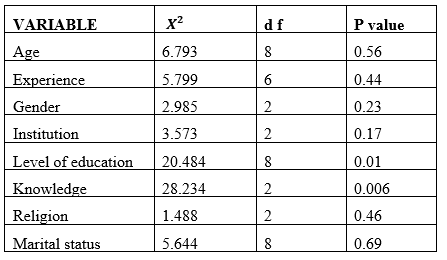 VARIABLE X² d f P value
Age 6.793 8 0.56
Experience 5.799 6 0.44
Gender 2.985 2 0.23
Institution 3.573 2 0.17
Level of education 20.484 8 0.01
Knowledge 28.234 2 0.006
Religion 1.488 2 0.46
Marital status 5.644 8 0.69